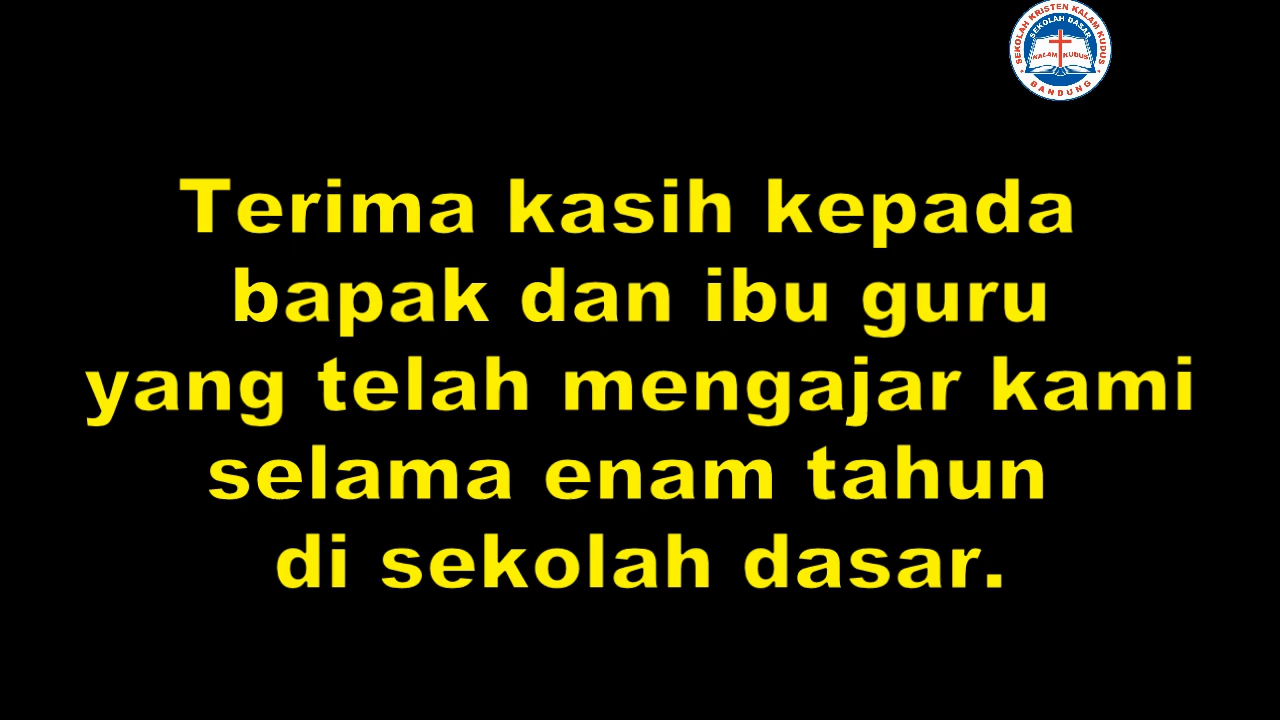 SEKOLAH KRISTEN KALAM KUDUS
SEKOLAH DASAR
KALAM KUDUS
BANDUNG
Terima kasih kepada
bapak dan ibu guru
yang telah mengajar kami
selama enam tahun
di sekolah dasar.